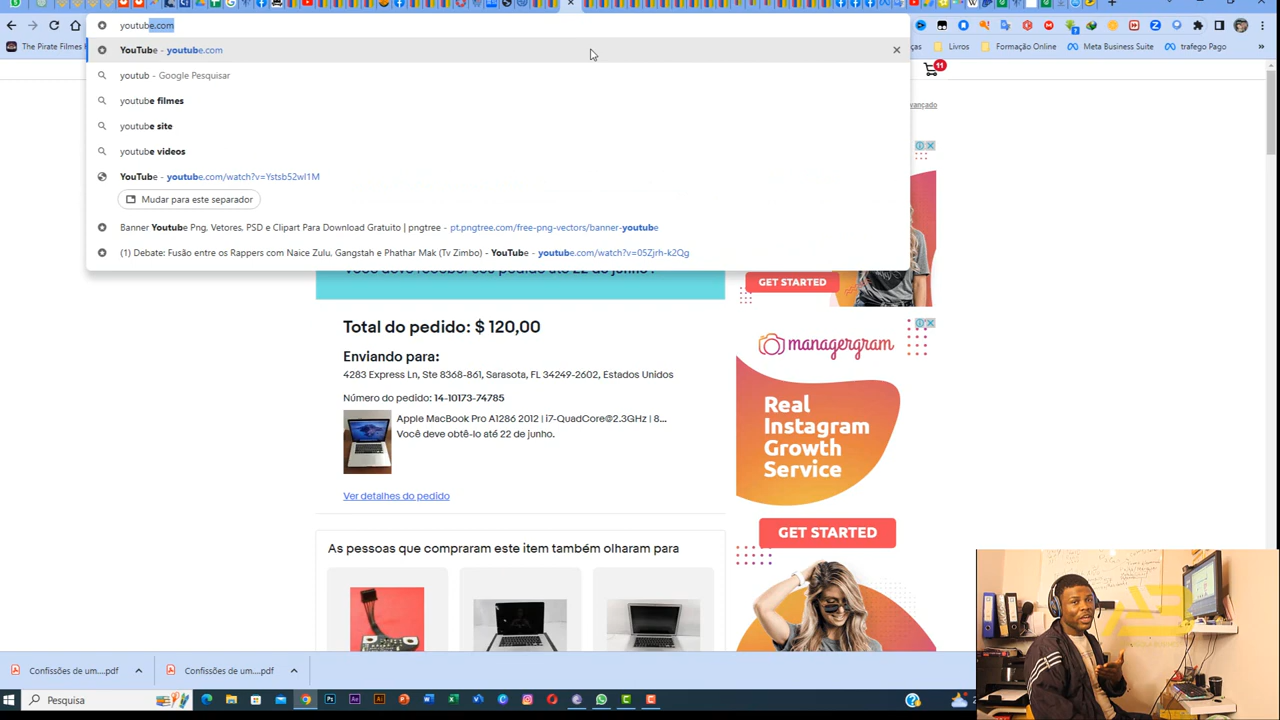 youtube.com
The Pirate Filmes
Livros
Formação - Online
Meta Business Suite
trafego Pago
»
YouTube - youtube.com
youtub - Google Pesquisar
youtube filmes
youtube site
youtube videos
YouTube - youtube.com/watch?v=Ystsb52wI1M
Mudar para este separador
Banner Youtube Png, Vetores, PSD e Clipart Para Download Gratuito | pngtree - pt.pngtree.com/free-png-vectors/banner-youtube
(1) Debate: Fusão entre os Rappers com Naice Zulu, Gangstah e Phathar Mak (Tv Zimbo) - YouTube - youtube.com/watch?v=05Zjrh-k2Qg
11
avançado
GET STARTED
Total do pedido: $ 120,00
Enviando para:
4283 Express Ln, Ste 8368-861, Sarasota, FL 34249-2602, Estados Unidos
Número do pedido: 14-10173-74785
Apple MacBook Pro A1286 2012 | i7-QuadCore@2.3GHz | 8...
Você deve obtê-lo até 22 de junho.
Ver detalhes do pedido
As pessoas que compraram este item também olharam para
managergram
Real
Instagram
Growth
Service
GET STARTED
Confissões de um....pdf
Confissões de um....pdf
Pesquisa